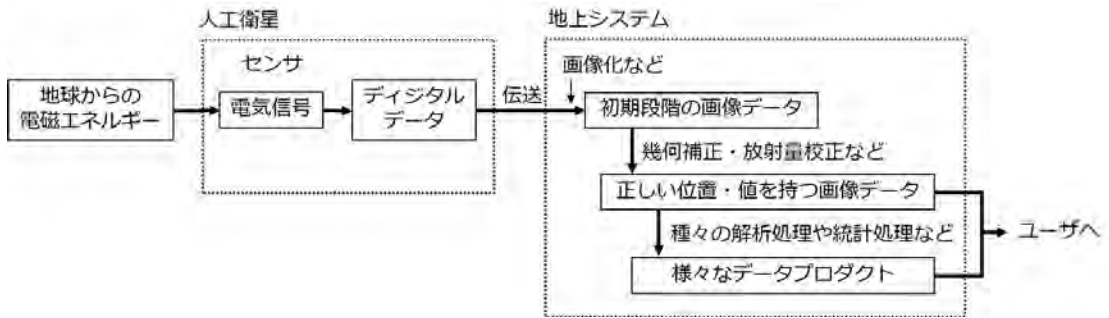 人工衛星
地上システム
センサ
画像化など
地球からの
電磁エネルギー
電気信号
ディジタル
データ
伝送
初期段階の画像データ
幾何補正・放射量校正など
正しい位置・値を持つ画像データ
種々の解析処理や統計処理など
ユーザへ
様々なデータプロダクト